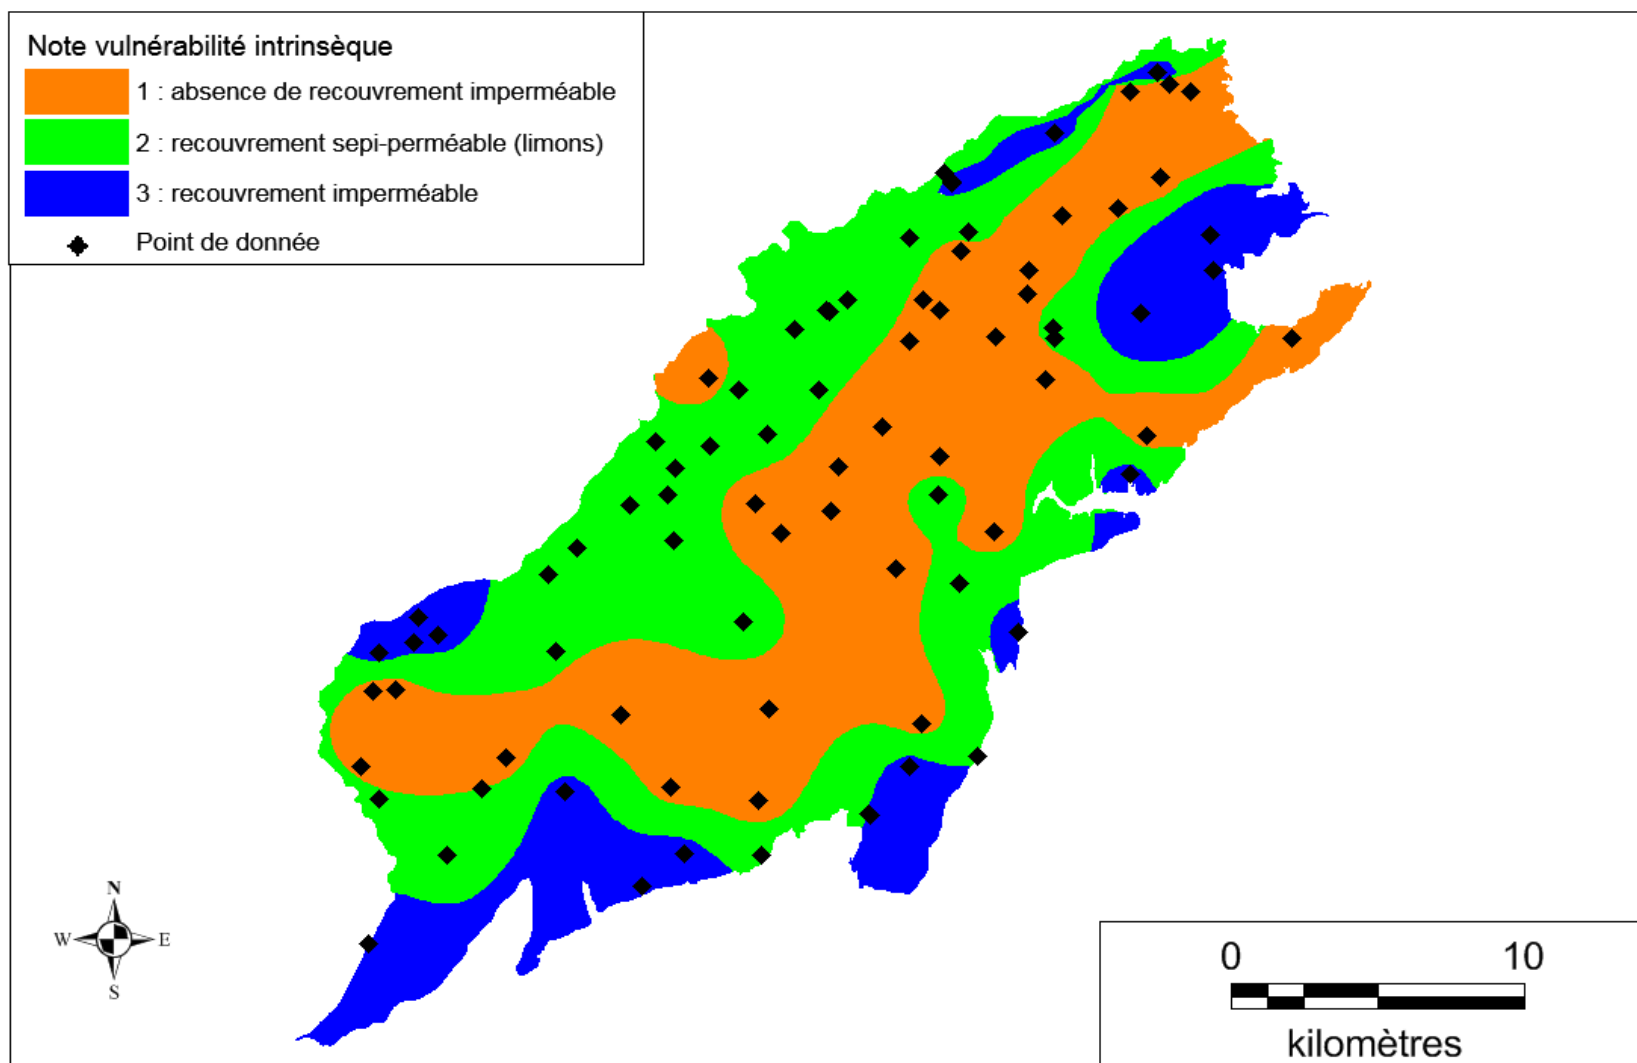 Note vulnérabilité intrinsèque
1 : absence de recouvrement imperméable
2 : recouvrement sepi-perméable (limons)
3 : recouvrement imperméable
Point de donnée
N
W E
S
0 10
kilomètres